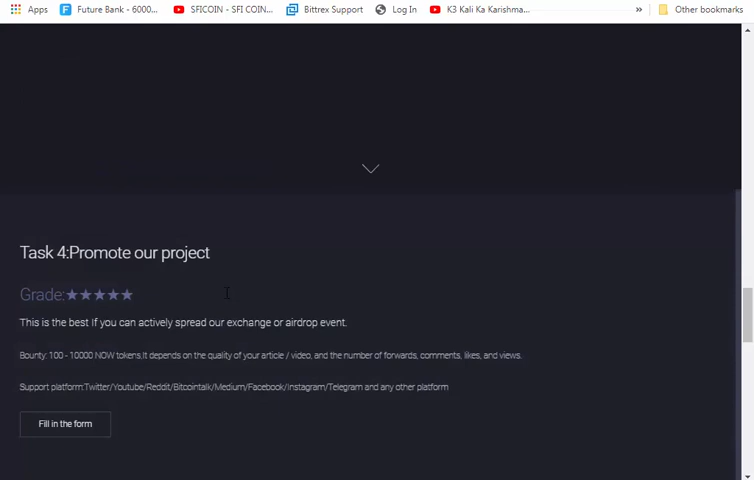 Apps Future Bank - 6000... SFICOIN - SFI COIN... Bittrex Support Log In K3 Kali Ka Karishma... » Other bookmarks
Task 4:Promote our project
Grade:★★★★★
This is the best If you can actively spread our exchange or airdrop event.
Bounty: 100 - 10000 NOW tokens,It depends on the quality of your article / video, and the number of forwards, comments, likes, and views.
Support platform:Twitter/Youtube/Reddit/Bitcointalk/Medium/Facebook/Instagram/Telegram and any other platform
Fill in the form